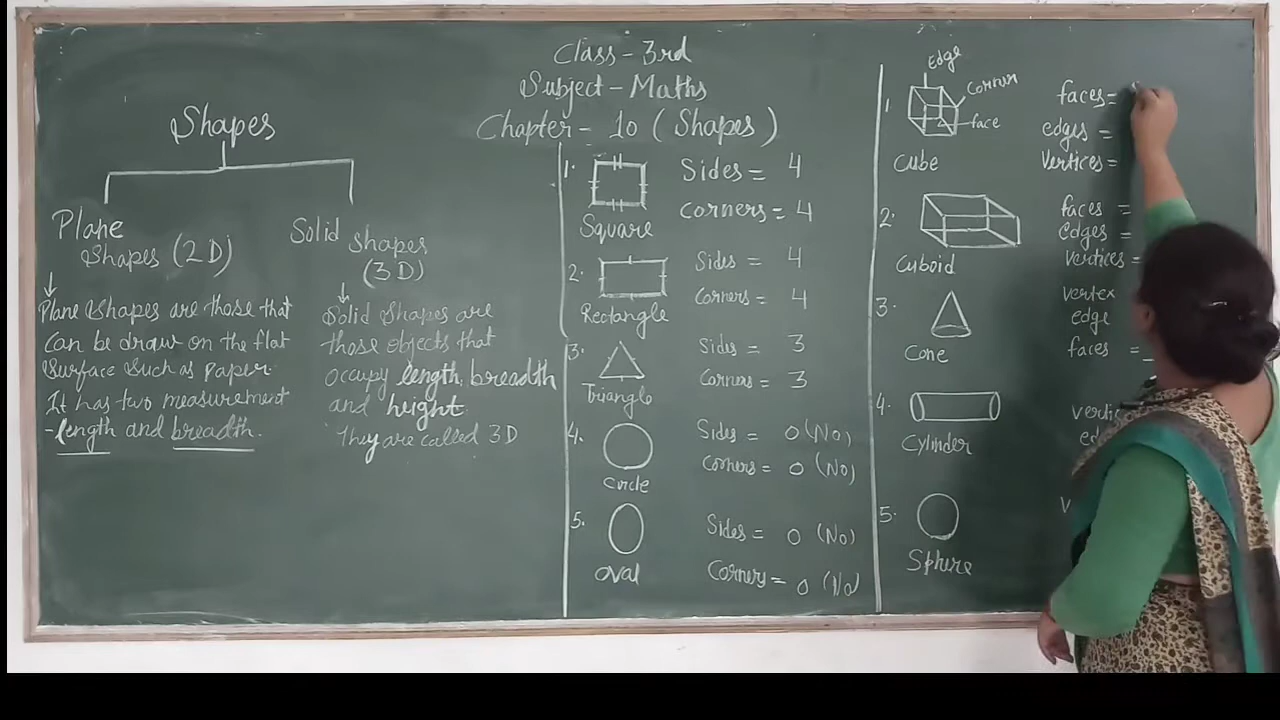 Class - 3rd
Subject - Maths
Chapter - 10 (Shapes)
Shapes
Plane
Shapes (2D)
Plane Shapes are those that
can be draw on the flat
Surface Such as paper
It has two measurement
- length and breadth.
Solid
shapes
(3D)
Solid Shapes are
those objects that
occupy length, breadth
and height
They are called 3D
1.
Square
Sides = 4
Corners = 4
2.
Rectangle
Sides = 4
Corners = 4
3.
Triangle
Sides = 3
Corners = 3
4.
Circle
Sides = 0 (No)
Corners = 0 (No)
5.
Oval
Sides = 0 (No)
Corners = 0 (No
1
Edge
Corner
face
Cube
faces =
edges =
Vertices =
2.
Cuboid
faces =
edges =
Vertices =
3.
Cone
Vertex
edge
faces =
4.
Cylinder
5.
Sphere